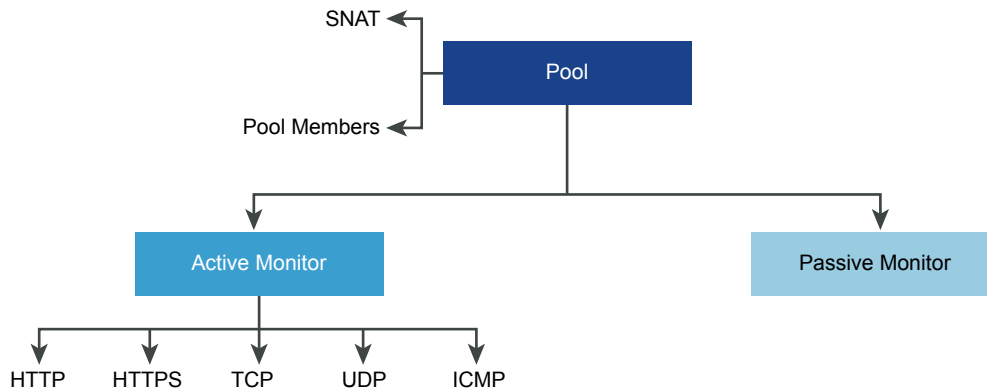 SNAT
Pool
Pool Members
Active Monitor
Passive Monitor
HTTP
HTTPS
TCP
UDP
ICMP